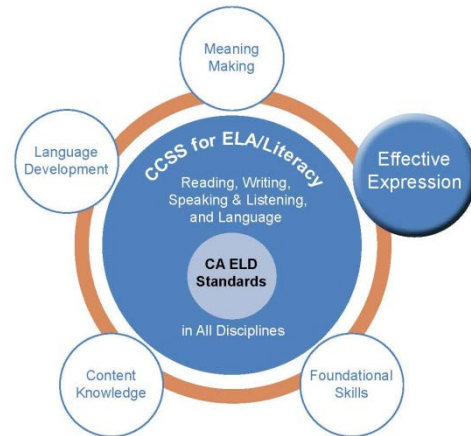 Meaning
Making
Language
Development
Effective
Expression
CCSS for ELA/Literacy
Reading, Writing,
Speaking & Listening,
and Language
CA ELD
Standards
in All Disciplines
Content
Knowledge
Foundational
Skills